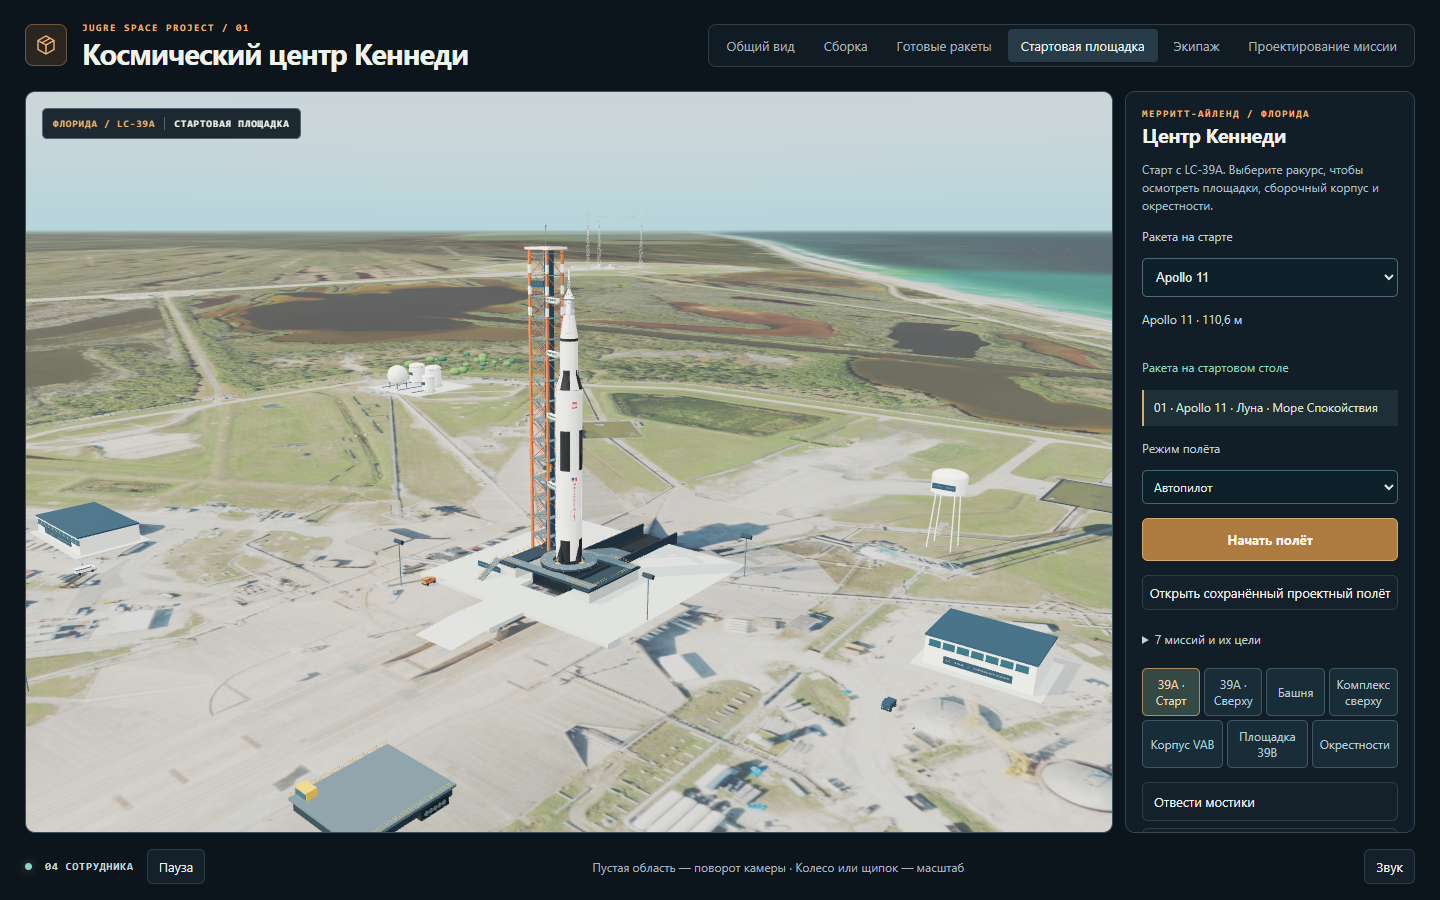 JUGRE SPACE PROJECT / 01
Космический центр Кеннеди
Общий вид
Сборка
Готовые ракеты
Стартовая площадка
Экипаж
Проектирование миссии
ФЛОРИДА / LC-39A
СТАРТОВАЯ ПЛОЩАДКА
МЕРРИТТ-АЙЛЕНД / ФЛОРИДА
Центр Кеннеди
Старт с LC-39A. Выберите ракурс, чтобы
осмотреть площадки, сборочный корпус и
окрестности.
Ракета на старте
Apollo 11
Apollo 11 · 110,6 м
Ракета на стартовом столе
01 · Apollo 11 · Луна · Море Спокойствия
Режим полёта
Автопилот
Начать полёт
Открыть сохранённый проектный полёт
7 миссий и их цели
39A ·
Старт
39A ·
Сверху
Башня
Комплекс
сверху
Корпус VAB
Площадка
39B
Окрестности
Отвести мостики
04 СОТРУДНИКА
Пауза
Пустая область — поворот камеры · Колесо или щипок — масштаб
Звук